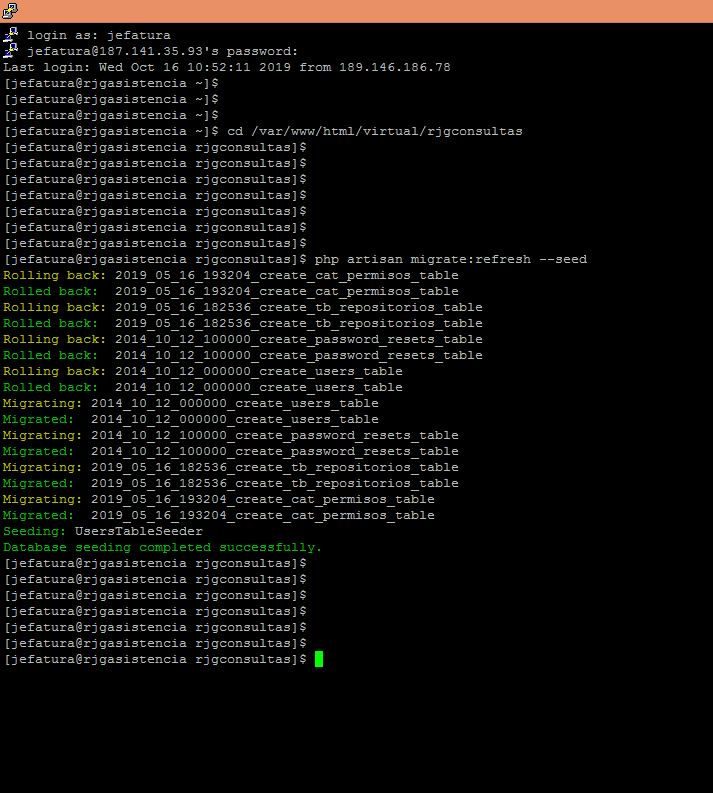 login as: jefatura
jefatura@187.141.35.93's password:
Last login: Wed Oct 16 10:52:11 2019 from 189.146.186.78
[jefatura@rjgasistencia ~]$
[jefatura@rjgasistencia ~]$
[jefatura@rjgasistencia ~]$
[jefatura@rjgasistencia ~]$ cd /var/www/html/virtual/rjgconsultas
[jefatura@rjgasistencia rjgconsultas]$
[jefatura@rjgasistencia rjgconsultas]$
[jefatura@rjgasistencia rjgconsultas]$
[jefatura@rjgasistencia rjgconsultas]$
[jefatura@rjgasistencia rjgconsultas]$
[jefatura@rjgasistencia rjgconsultas]$
[jefatura@rjgasistencia rjgconsultas]$
[jefatura@rjgasistencia rjgconsultas]$ php artisan migrate:refresh --seed
Rolling back: 2019_05_16_193204_create_cat_permisos_table
Rolled back:  2019_05_16_193204_create_cat_permisos_table
Rolling back: 2019_05_16_182536_create_tb_repositorios_table
Rolled back:  2019_05_16_182536_create_tb_repositorios_table
Rolling back: 2014_10_12_100000_create_password_resets_table
Rolled back:  2014_10_12_100000_create_password_resets_table
Rolling back: 2014_10_12_000000_create_users_table
Rolled back:  2014_10_12_000000_create_users_table
Migrating: 2014_10_12_000000_create_users_table
Migrated:  2014_10_12_000000_create_users_table
Migrating: 2014_10_12_100000_create_password_resets_table
Migrated:  2014_10_12_100000_create_password_resets_table
Migrating: 2019_05_16_182536_create_tb_repositorios_table
Migrated:  2019_05_16_182536_create_tb_repositorios_table
Migrating: 2019_05_16_193204_create_cat_permisos_table
Migrated:  2019_05_16_193204_create_cat_permisos_table
Seeding: UsersTableSeeder
Database seeding completed successfully.
[jefatura@rjgasistencia rjgconsultas]$
[jefatura@rjgasistencia rjgconsultas]$
[jefatura@rjgasistencia rjgconsultas]$
[jefatura@rjgasistencia rjgconsultas]$
[jefatura@rjgasistencia rjgconsultas]$
[jefatura@rjgasistencia rjgconsultas]$
[jefatura@rjgasistencia rjgconsultas]$